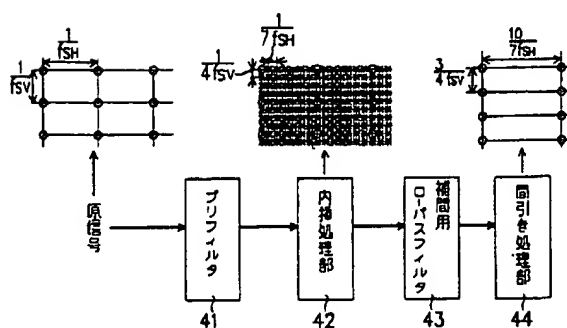 1/fSH
1/fSV
1/7fSH
1/4fSV
10/7fSH
3/4fSV
原信号
プリフィルタ
内挿処理部
補間用
ローパスフィルタ
間引き処理部
41
42
43
44